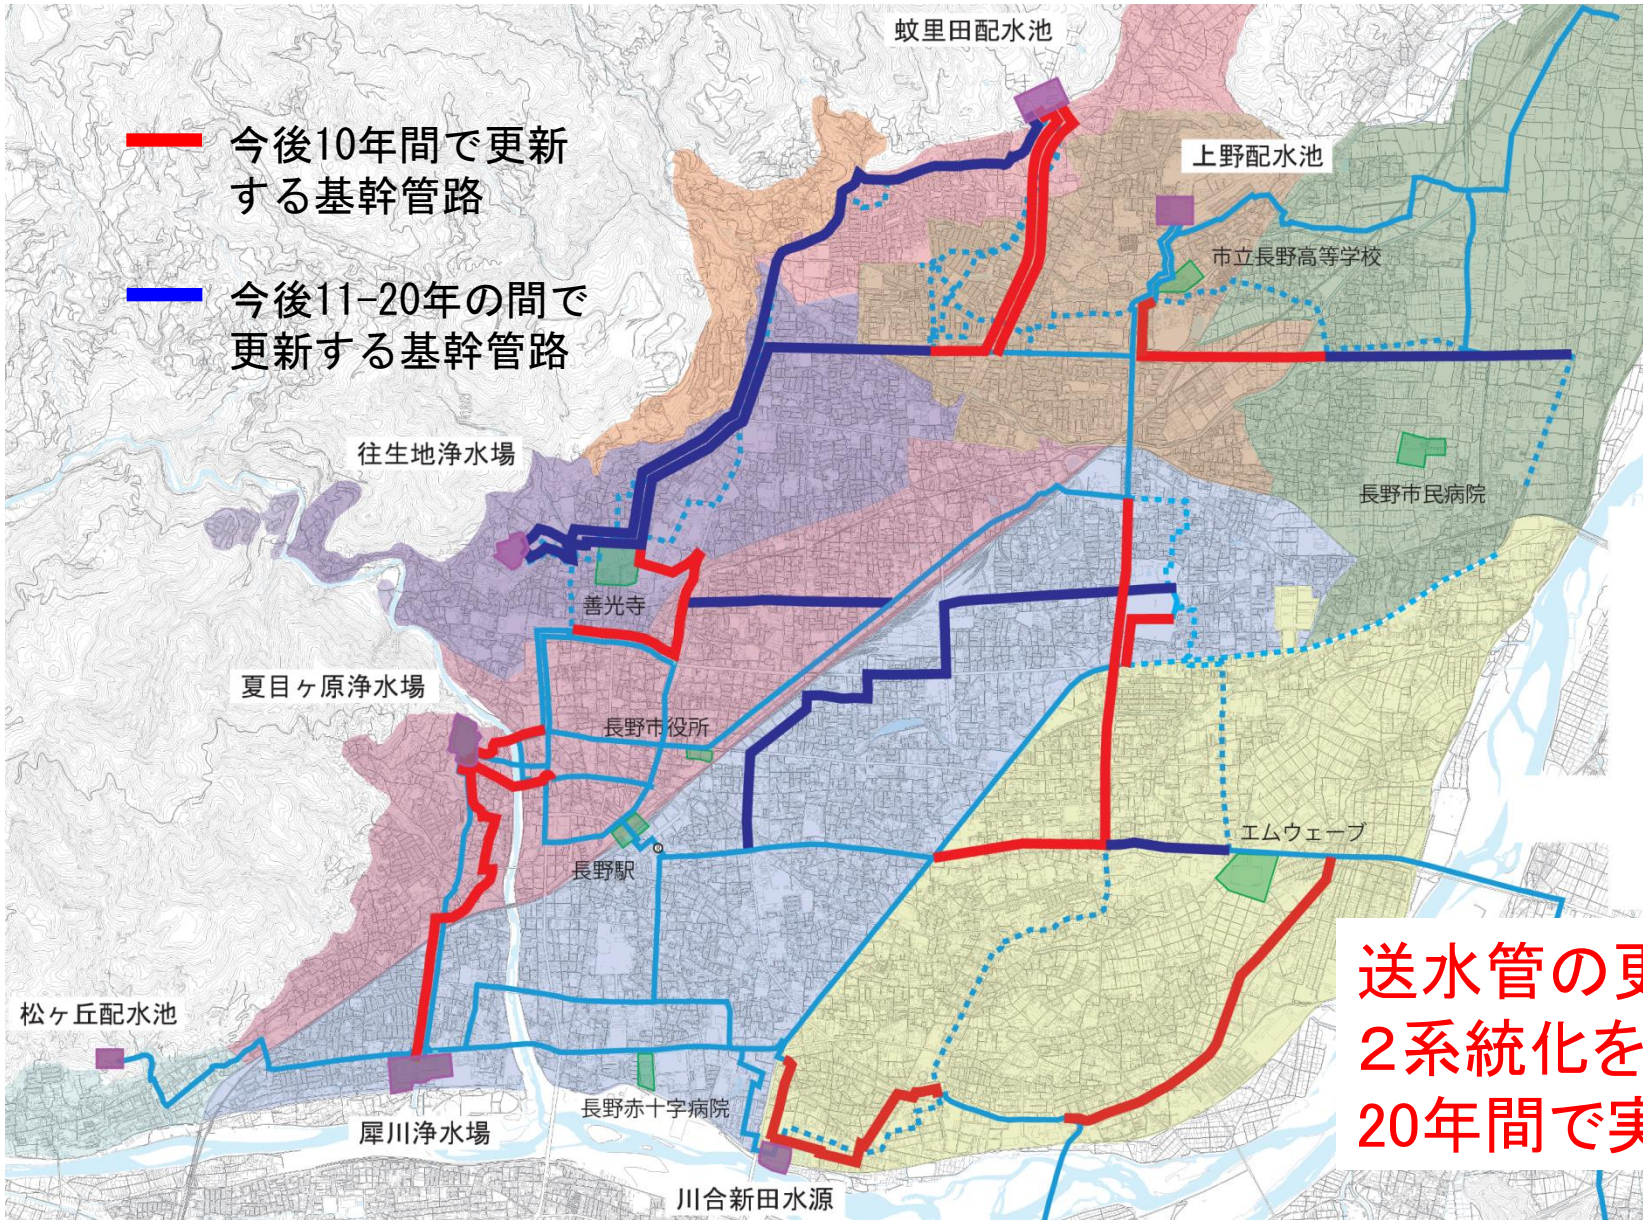 蚊里田配水池
今後10年間で更新
する基幹管路
上野配水池
市立長野高等学校
今後11-20年の間で
更新する基幹管路
往生地浄水場
長野市民病院
善光寺
夏目ヶ原浄水場
長野市役所
エムウェーブ
長野駅
送水管の更
２系統化を
20年間で実
松ヶ丘配水池
長野赤十字病院
犀川浄水場
川合新田水源